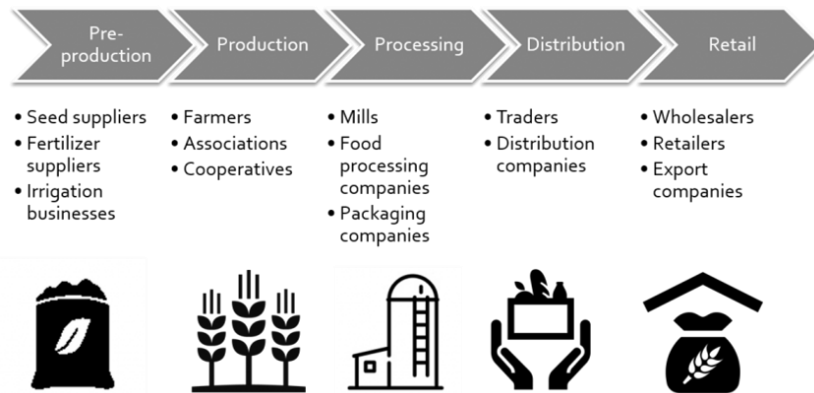 Pre-
production
Production
Processing
Distribution
Retail
• Seed suppliers
• Fertilizer
suppliers
• Irrigation
businesses
• Farmers
• Associations
• Cooperatives
• Mills
• Food
processing
companies
• Packaging
companies
• Traders
• Distribution
companies
• Wholesalers
• Retailers
• Export
companies